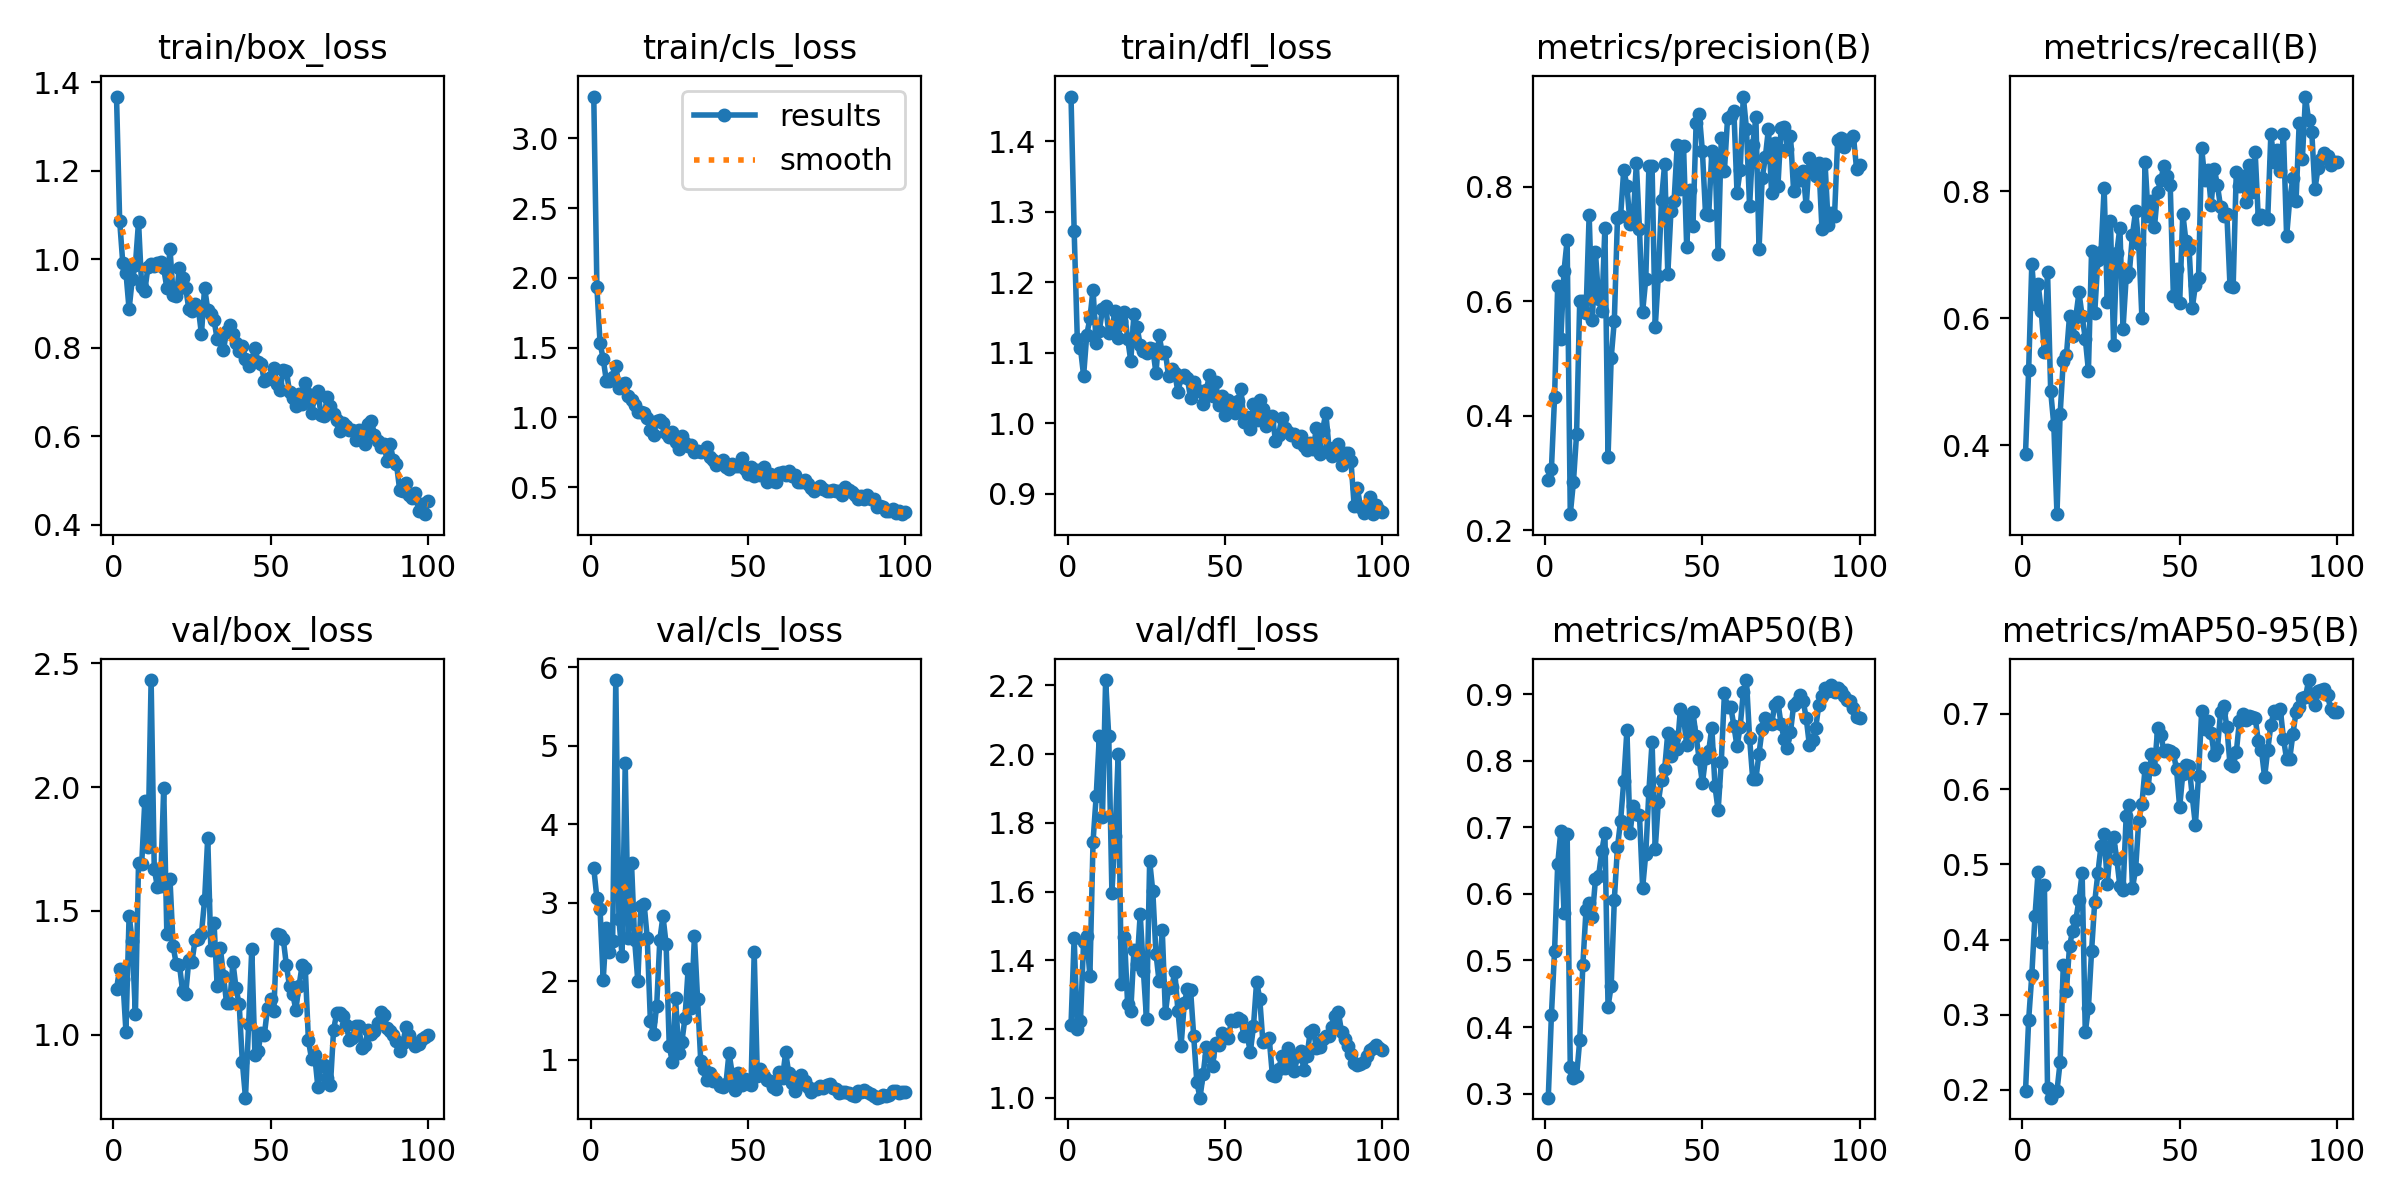 train/box_loss
1.4
1.2
1.0
0.8
0.6
0.4
0 50 100
train/cls_loss
results
smooth
3.0
2.5
2.0
1.5
1.0
0.5
0 50 100
train/dfl_loss
1.4
1.3
1.2
1.1
1.0
0.9
0 50 100
metrics/precision(B)
0.8
0.6
0.4
0.2
0 50 100
metrics/recall(B)
0.8
0.6
0.4
0 50 100
val/box_loss
2.5
2.0
1.5
1.0
0 50 100
val/cls_loss
6
5
4
3
2
1
0 50 100
val/dfl_loss
2.2
2.0
1.8
1.6
1.4
1.2
1.0
0 50 100
metrics/mAP50(B)
0.9
0.8
0.7
0.6
0.5
0.4
0.3
0 50 100
metrics/mAP50-95(B)
0.7
0.6
0.5
0.4
0.3
0.2
0 50 100